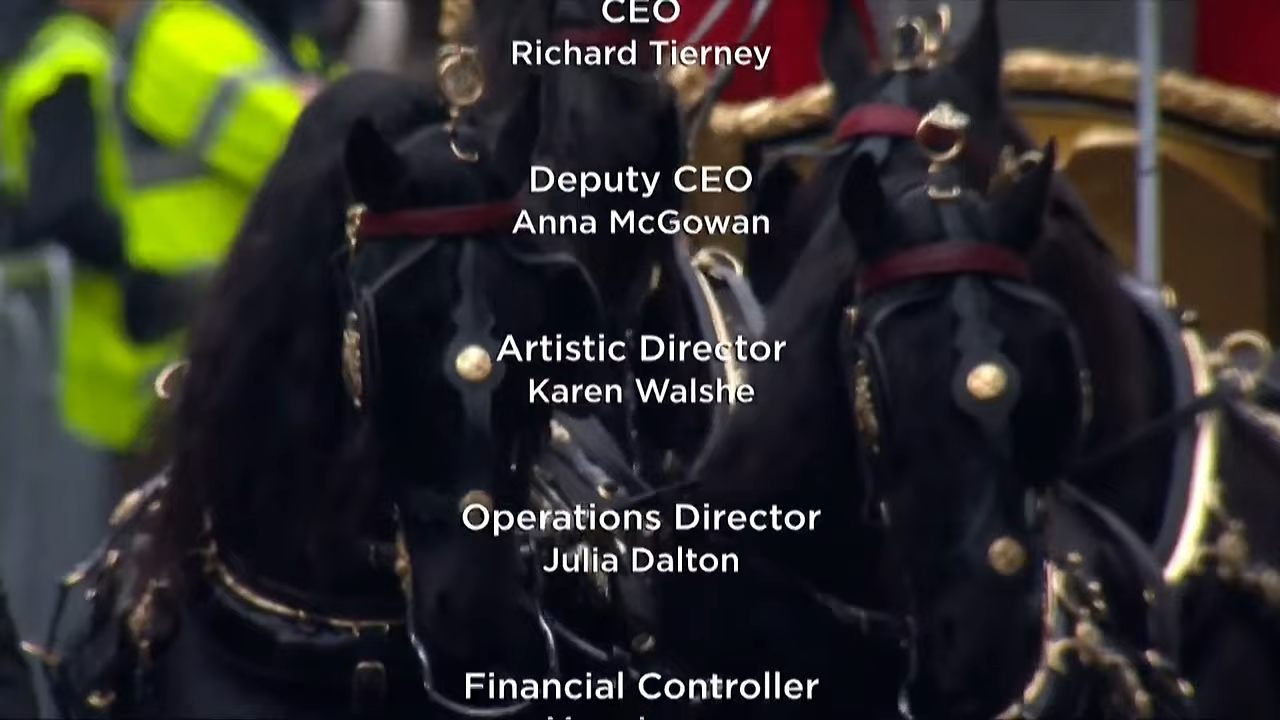 CEO
Richard Tierney
Deputy CEO
Anna McGowan
Artistic Director
Karen Walshe
Operations Director
Julia Dalton
Financial Controller